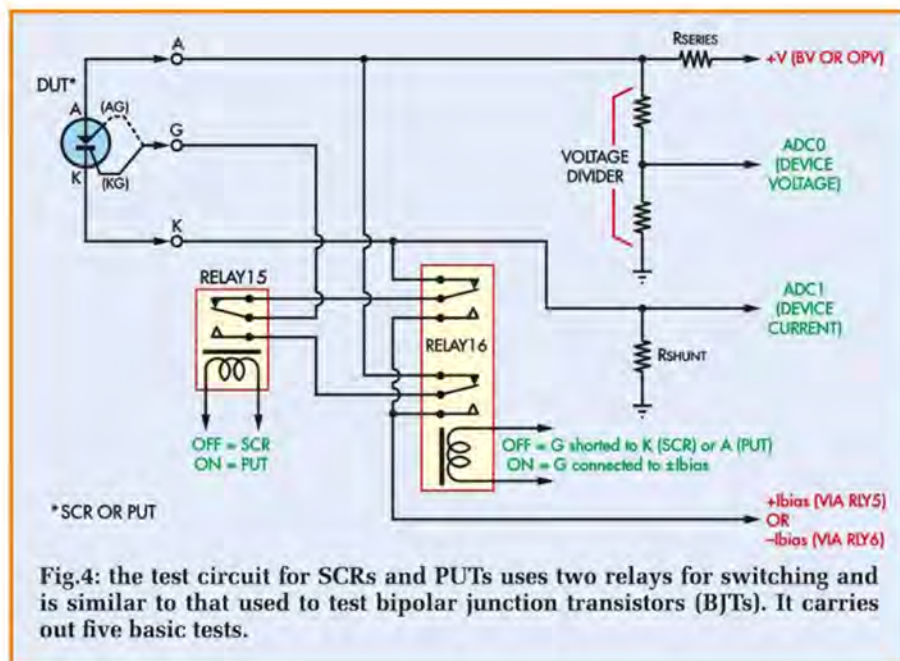 A
RSERIES
+V (BV OR OPV)
DUT*
A
(AG)
G
(KG)
K
VOLTAGE
DIVIDER
ADC0
(DEVICE
VOLTAGE)
K
RELAY15
RELAY16
ADC1
(DEVICE
CURRENT)
RSHUNT
OFF = SCR
ON = PUT
OFF = G shorted to K (SCR) or A (PUT)
ON = G connected to ±Ibias
*SCR OR PUT
+Ibias (VIA RLY5)
OR
–Ibias (VIA RLY6)
Fig.4: the test circuit for SCRs and PUTs uses two relays for switching and
is similar to that used to test bipolar junction transistors (BJTs). It carries
out five basic tests.